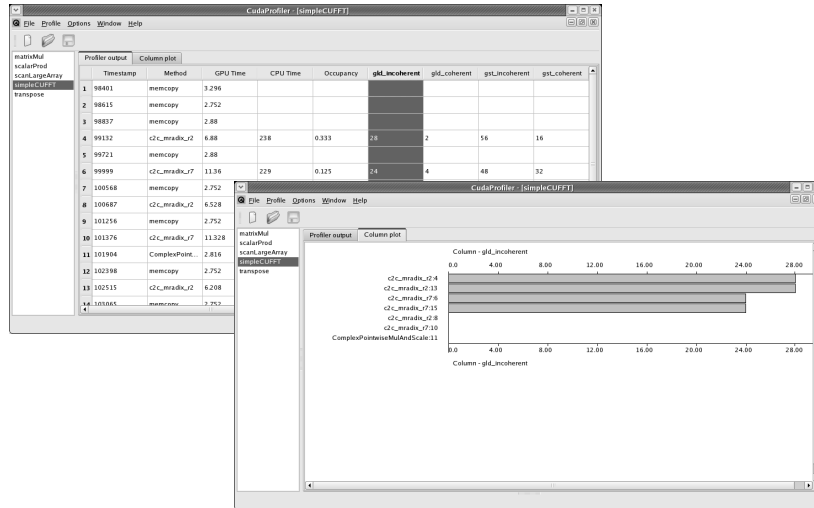 CudaProfiler - [simpleCUFFT]
File Profile Options Window Help
matrixMul
scalarProd
scanLargeArray
simpleCUFFT
transpose
Profiler output Column plot
Timestamp Method GPU Time CPU Time Occupancy gld_incoherent gld_coherent gst_incoherent gst_coherent
1 98401 memcopy 3.296
2 98615 memcopy 2.752
3 98837 memcopy 2.88
4 99132 c2c_mradix_r2 6.88 238 0.333 28 2 56 16
5 99721 memcopy 2.88
6 99999 c2c_mradix_r7 11.36 229 0.125 24 4 48 32
7 100568 memcopy 2.752
8 100687 c2c_mradix_r2 6.528
9 101256 memcopy 2.752
10 101376 c2c_mradix_r7 11.328
11 101904 ComplexPoint... 2.816
12 102398 memcopy 2.752
13 102515 c2c_mradix_r2 6.208
14 103065 memcopy 2.752
CudaProfiler - [simpleCUFFT]
File Profile Options Window Help
matrixMul
scalarProd
scanLargeArray
simpleCUFFT
transpose
Profiler output Column plot
Column - gld_incoherent
0.0 4.00 8.00 12.00 16.00 20.00 24.00 28.00
c2c_mradix_r2:4
c2c_mradix_r2:13
c2c_mradix_r7:6
c2c_mradix_r7:15
c2c_mradix_r2:8
c2c_mradix_r7:10
ComplexPointwiseMulAndScale:11
0.0 4.00 8.00 12.00 16.00 20.00 24.00 28.00
Column - gld_incoherent